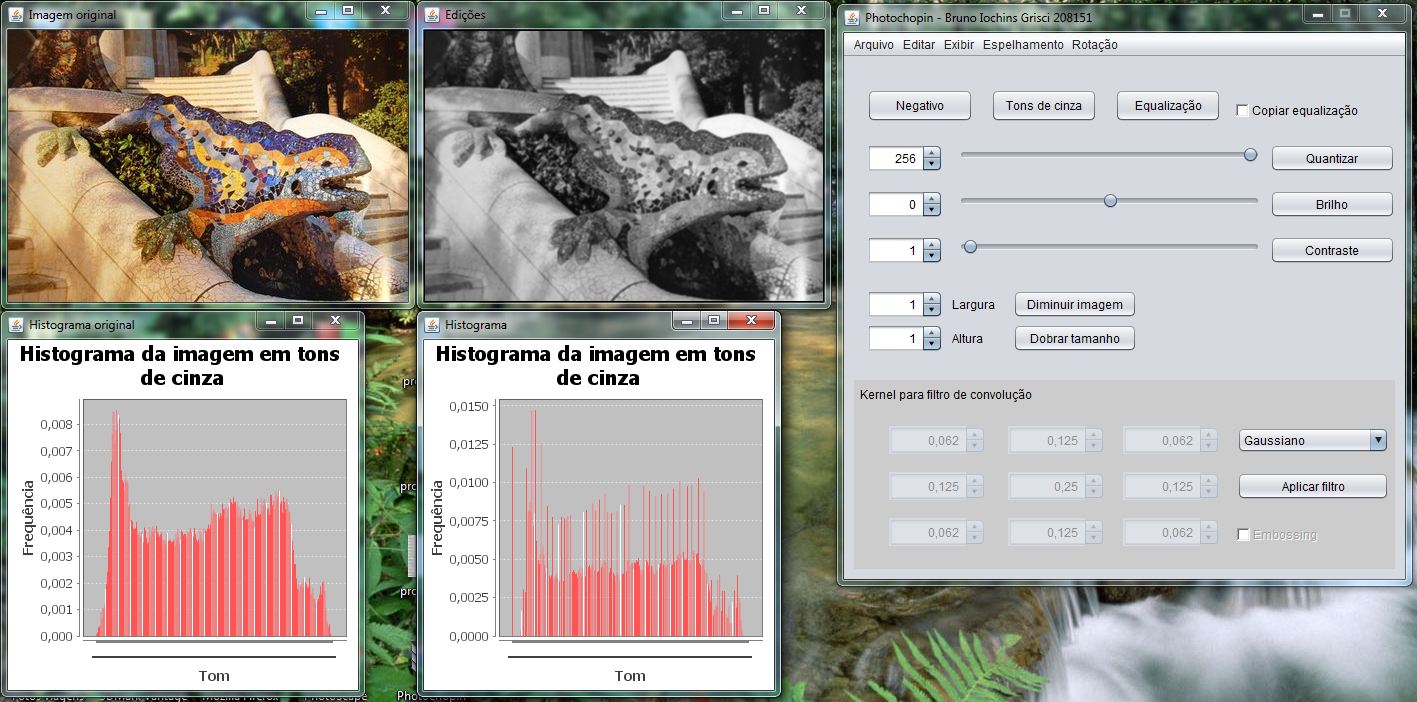 Imagem original
Edições
Photochopin - Bruno Iochins Grisci 208151
Arquivo Editar Exibir Espelhamento Rotação
Negativo
Tons de cinza
Equalização
Copiar equalização
256
Quantizar
0
Brilho
1
Contraste
1
Largura
Diminuir imagem
1
Altura
Dobrar tamanho
Kernel para filtro de convolução
0,062
0,125
0,062
Gaussiano
0,125
0,25
0,125
Aplicar filtro
0,062
0,125
0,062
Embossing
Histograma original
Histograma da imagem em tons
de cinza
Frequência
0,008
0,007
0,006
0,005
0,004
0,003
0,002
0,001
0,000
Tom
Histograma
Histograma da imagem em tons
de cinza
Frequência
0,0150
0,0125
0,0100
0,0075
0,0050
0,0025
0,0000
Tom